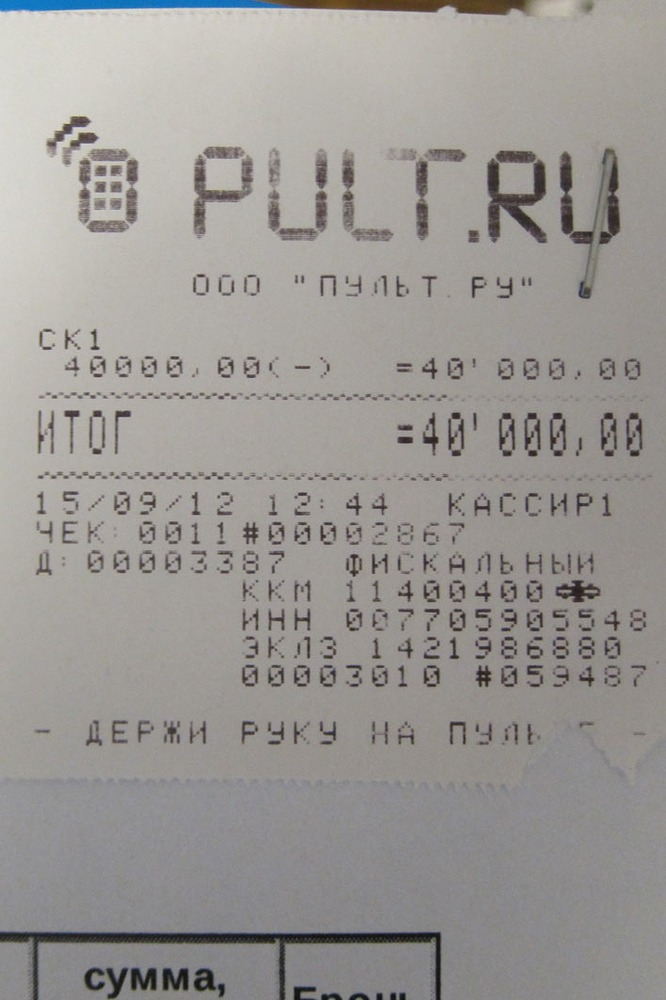 PULT.RU
ООО "ПУЛЬТ.РУ"
СК1
40000,00(-) =40'000,00
ИТОГ =40'000,00
15/09/12 12:44 КАССИР1
ЧЕК: 0011#00002867
Д: 00003387 ФИСКАЛЬНЫЙ
ККМ 11400400
ИНН 007705905548
ЭКЛЗ 1421986880
00003010 #059487
- ДЕРЖИ РУКУ НА -
сумма,